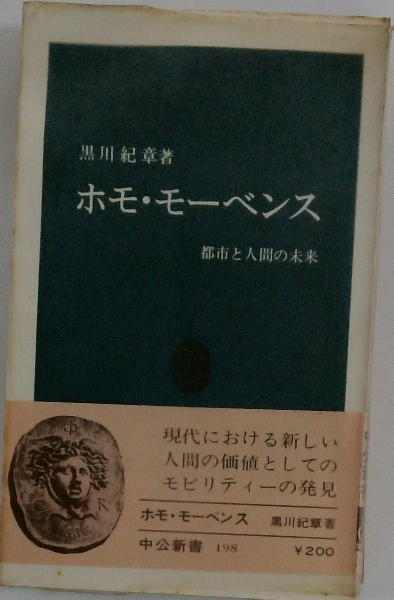 黒川紀章著
ホモ・モーベンス
都市と人間の未来
現代における新しい
人間の価値としての
モビリティーの発見
ホモ・モーベンス 黒川紀章著
中公新書 198 ¥200